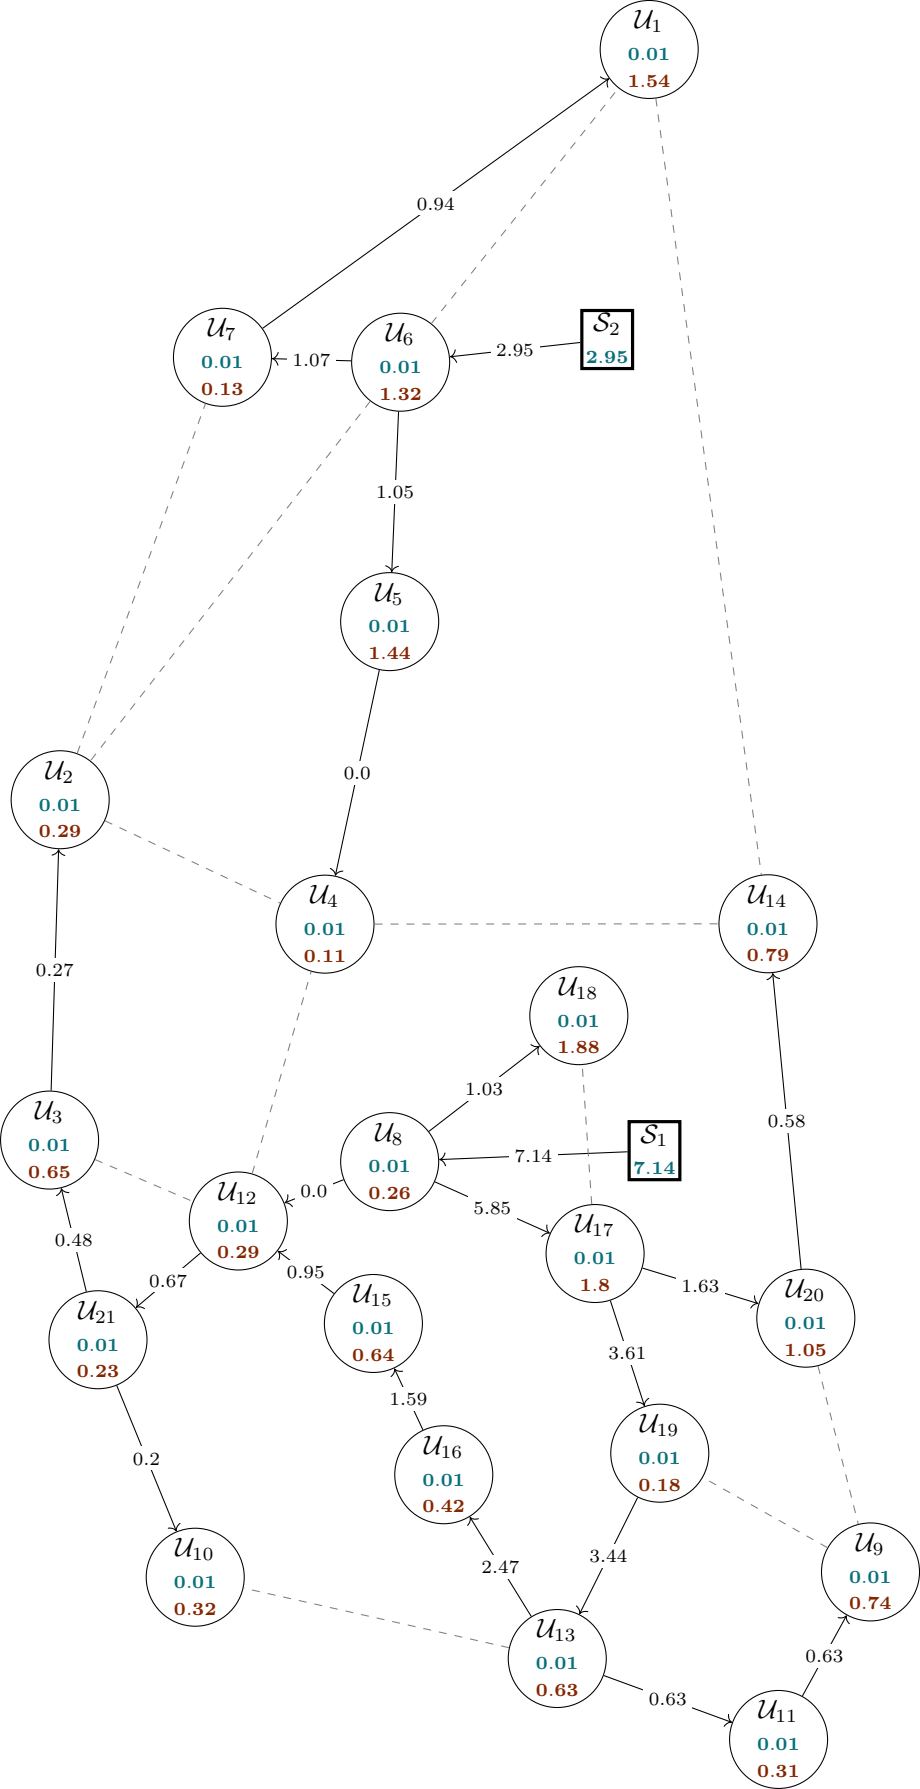 𝒰₁
0.01
1.54
0.94
𝒰₇
0.01
0.13
1.07
𝒰₆
0.01
1.32
2.95
𝒮₂
2.95
1.05
𝒰₅
0.01
1.44
0.0
𝒰₂
0.01
0.29
𝒰₄
0.01
0.11
𝒰₁₄
0.01
0.79
0.27
𝒰₁₈
0.01
1.88
1.03
0.58
𝒰₃
0.01
0.65
𝒰₈
0.01
0.26
7.14
𝒮₁
7.14
𝒰₁₂
0.01
0.29
0.0
5.85
𝒰₁₇
0.01
1.8
0.48
0.67
0.95
1.63
𝒰₂₀
0.01
1.05
𝒰₂₁
0.01
0.23
𝒰₁₅
0.01
0.64
3.61
1.59
0.2
𝒰₁₆
0.01
0.42
𝒰₁₉
0.01
0.18
𝒰₁₀
0.01
0.32
2.47
3.44
𝒰₉
0.01
0.74
𝒰₁₃
0.01
0.63
0.63
0.63
𝒰₁₁
0.01
0.31